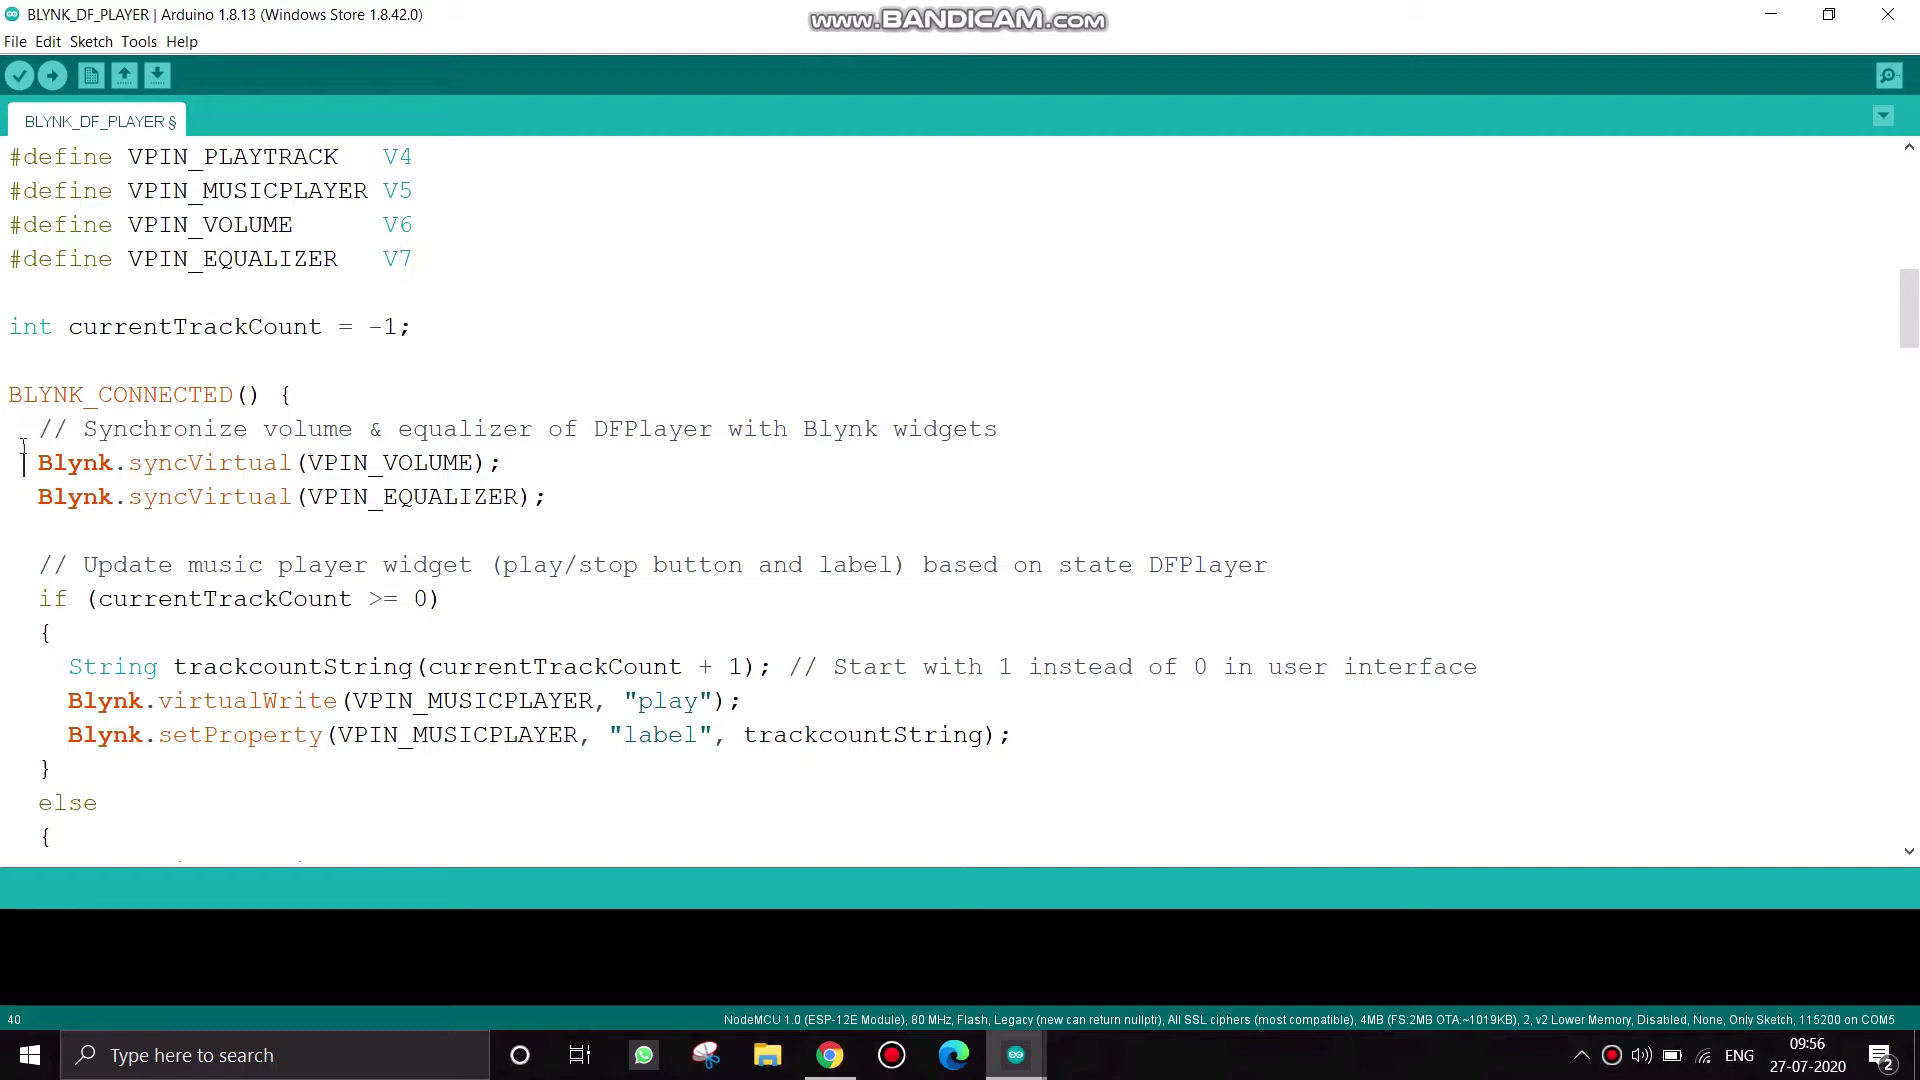 BLYNK_DF_PLAYER | Arduino 1.8.13 (Windows Store 1.8.42.0)
www.BANDICAM.com
File Edit Sketch Tools Help
BLYNK_DF_PLAYER §
#define VPIN_PLAYTRACK   V4
#define VPIN_MUSICPLAYER V5
#define VPIN_VOLUME      V6
#define VPIN_EQUALIZER   V7
int currentTrackCount = -1;
BLYNK_CONNECTED() {
// Synchronize volume & equalizer of DFPlayer with Blynk widgets
Blynk.syncVirtual(VPIN_VOLUME);
Blynk.syncVirtual(VPIN_EQUALIZER);
// Update music player widget (play/stop button and label) based on state DFPlayer
if (currentTrackCount >= 0)
{
String trackcountString(currentTrackCount + 1); // Start with 1 instead of 0 in user interface
Blynk.virtualWrite(VPIN_MUSICPLAYER, "play");
Blynk.setProperty(VPIN_MUSICPLAYER, "label", trackcountString);
}
else
{
40
NodeMCU 1.0 (ESP-12E Module), 80 MHz, Flash, Legacy (new can return nullptr), All SSL ciphers (most compatible), 4MB (FS:2MB OTA:~1019KB), 2, v2 Lower Memory, Disabled, None, Only Sketch, 115200 on COM5
Type here to search
ENG
09:56
27-07-2020
2